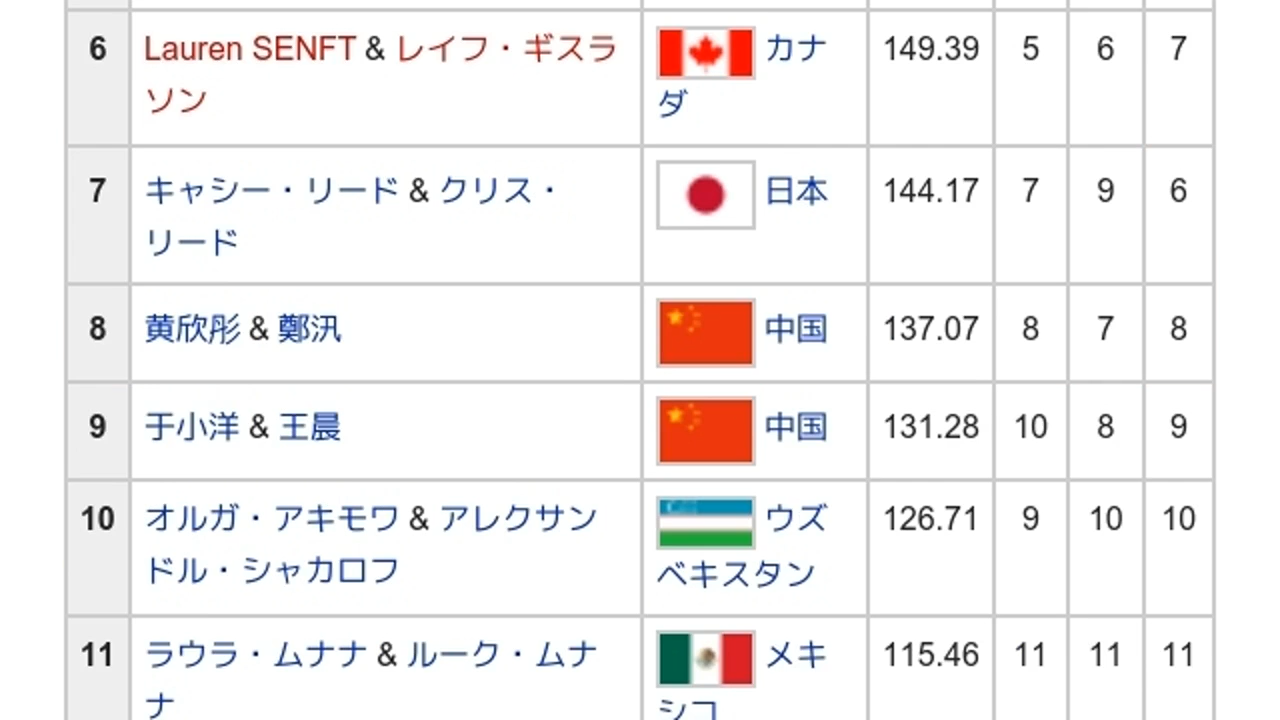 6 Lauren SENFT & レイフ・ギスラ カナ 149.39 5 6 7
ソン ダ
7 キャシー・リード & クリス・ 日本 144.17 7 9 6
リード
8 黄欣彤 & 鄭汎 中国 137.07 8 7 8
9 于小洋 & 王晨 中国 131.28 10 8 9
10 オルガ・アキモワ & アレクサン ウズ 126.71 9 10 10
ドル・シャカロフ ベキスタン
11 ラウラ・ムナナ & ルーク・ムナ メキ 115.46 11 11 11
ナ シコ